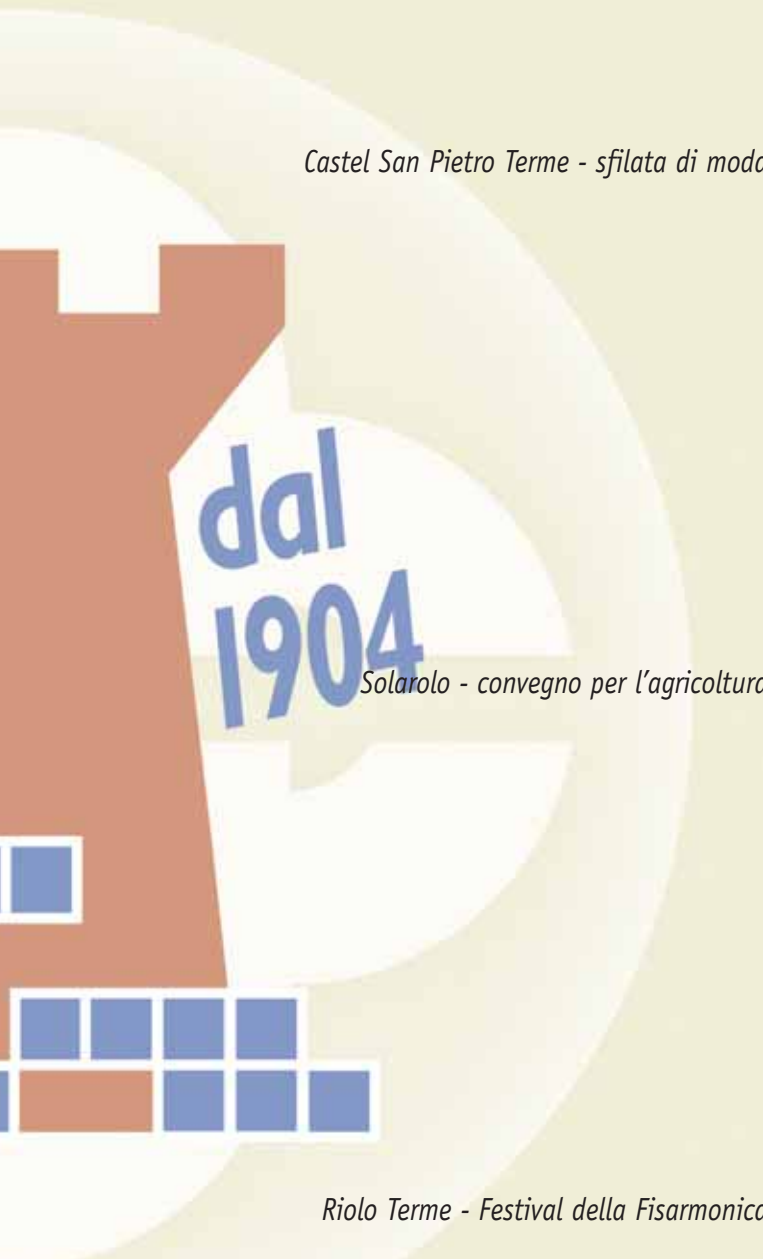 Castel San Pietro Terme - sfilata di moda
dal
1904
Solarolo - convegno per l'agricoltura
Riolo Terme - Festival della Fisarmonica